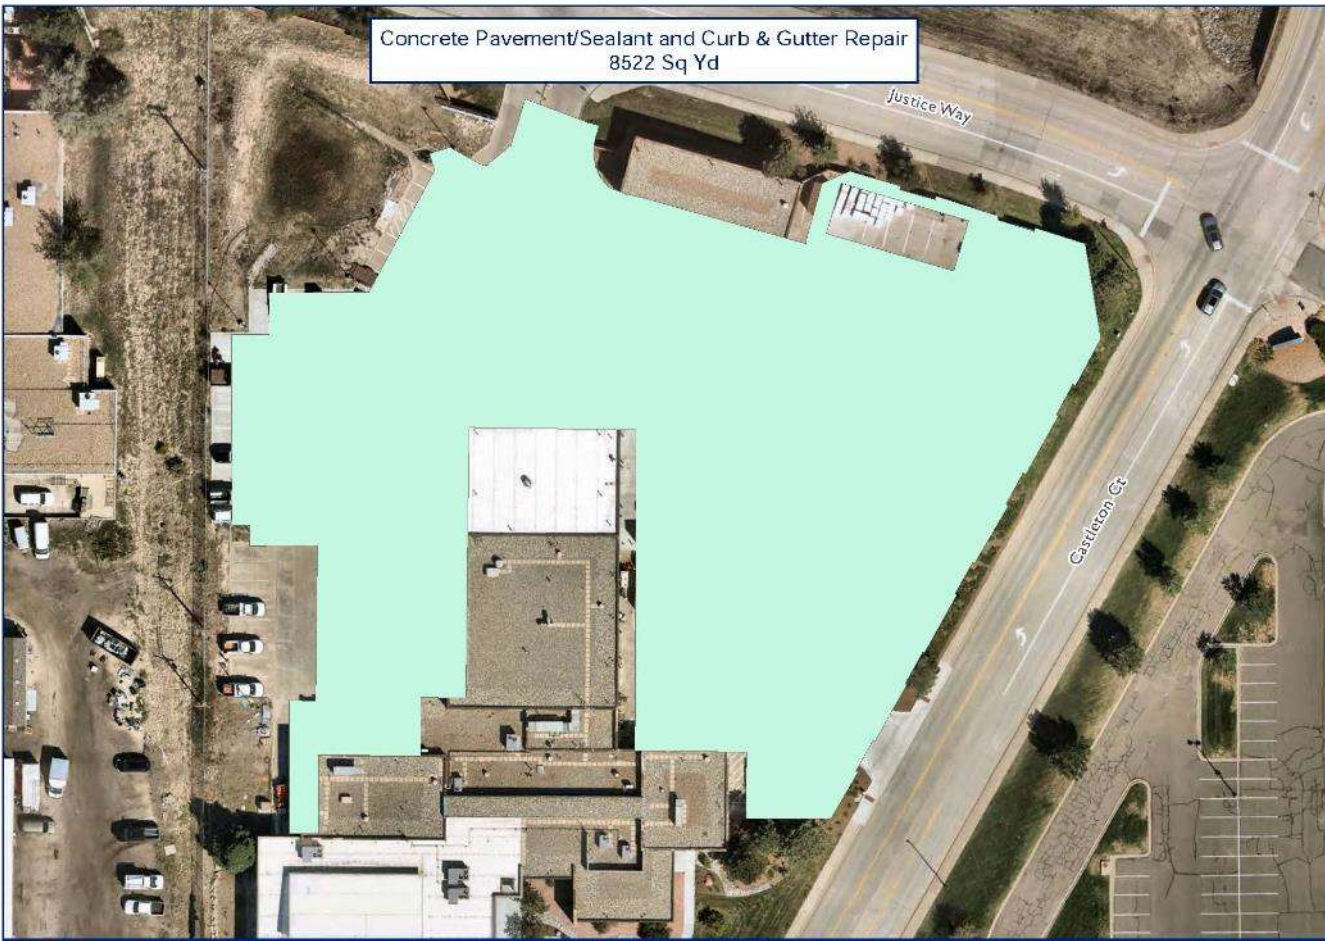 Concrete Pavement/Sealant and Curb & Gutter Repair
8522 Sq Yd
Justice Way
Castleton Ct